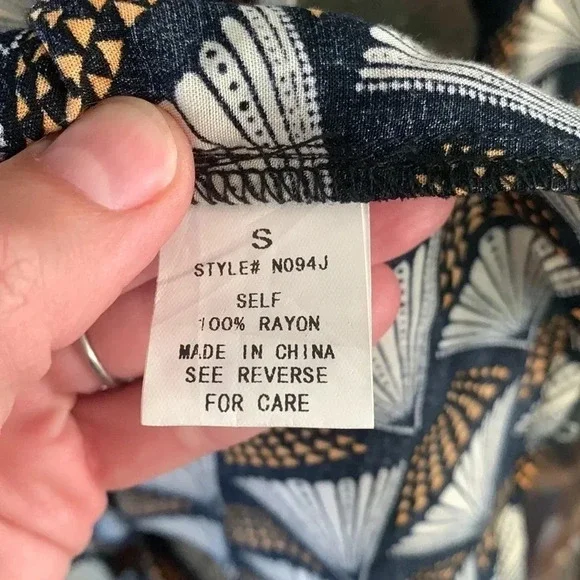 S
STYLE# N094J
SELF
100% RAYON
MADE IN CHINA
SEE REVERSE
FOR CARE